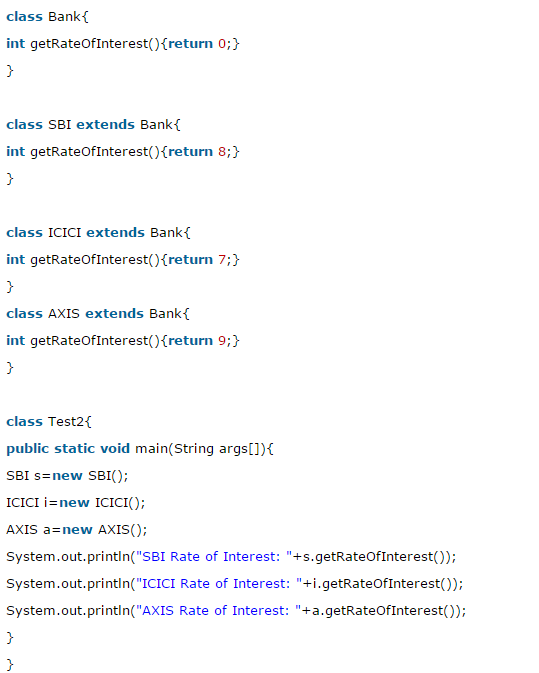 class Bank{
int getRateOfInterest(){return 0;}
}
class SBI extends Bank{
int getRateOfInterest(){return 8;}
}
class ICICI extends Bank{
int getRateOfInterest(){return 7;}
}
class AXIS extends Bank{
int getRateOfInterest(){return 9;}
}
class Test2{
public static void main(String args[]){
SBI s=new SBI();
ICICI i=new ICICI();
AXIS a=new AXIS();
System.out.println("SBI Rate of Interest: "+s.getRateOfInterest());
System.out.println("ICICI Rate of Interest: "+i.getRateOfInterest());
System.out.println("AXIS Rate of Interest: "+a.getRateOfInterest());
}
}